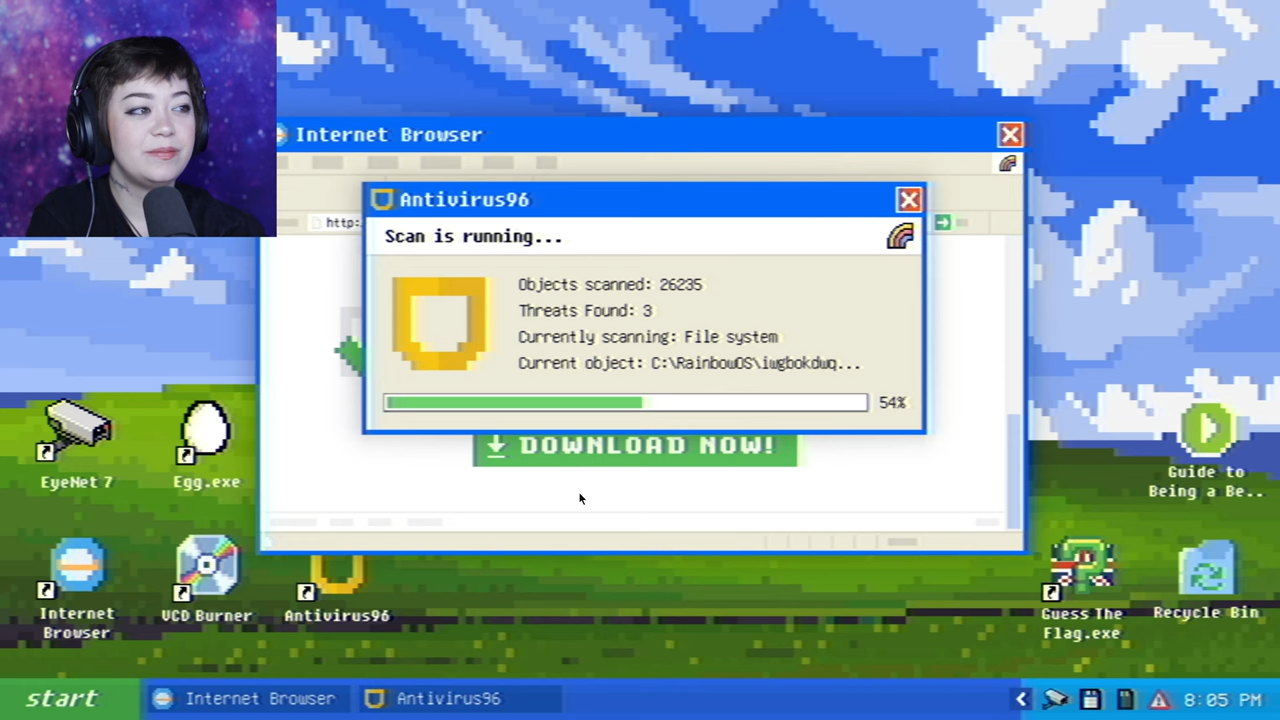 Internet Browser
http:
Antivirus96
Scan is running...
Objects scanned: 26235
Threats Found: 3
Currently scanning: File system
Current object: C:\RainbowOS\iwgbokdwq...
54%
DOWNLOAD NOW!
EyeNet 7
Egg.exe
Guide to
Being a Be..
Internet
Browser
VCD Burner
Antivirus96
Guess The
Flag.exe
Recycle Bin
start
Internet Browser
Antivirus96
8:05 PM